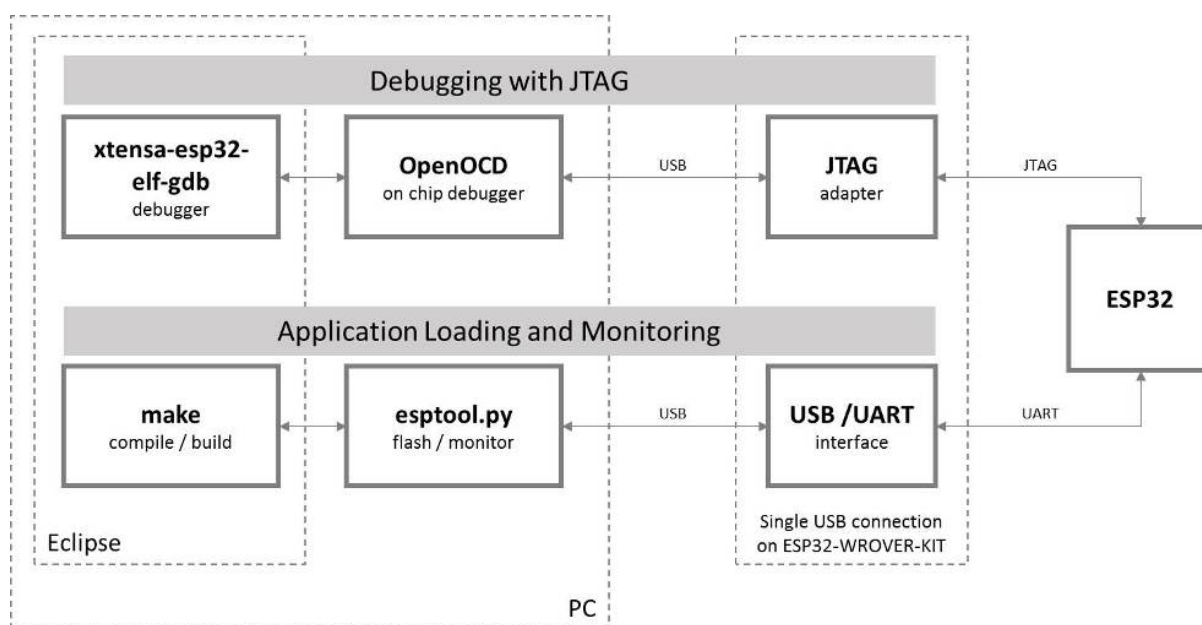 Debugging with JTAG
xtensa-esp32-
elf-gdb
debugger
OpenOCD
on chip debugger
USB
JTAG
adapter
JTAG
ESP32
Application Loading and Monitoring
make
compile / build
esptool.py
flash / monitor
USB
USB /UART
interface
UART
Single USB connection
on ESP32-WROVER-KIT
Eclipse
PC